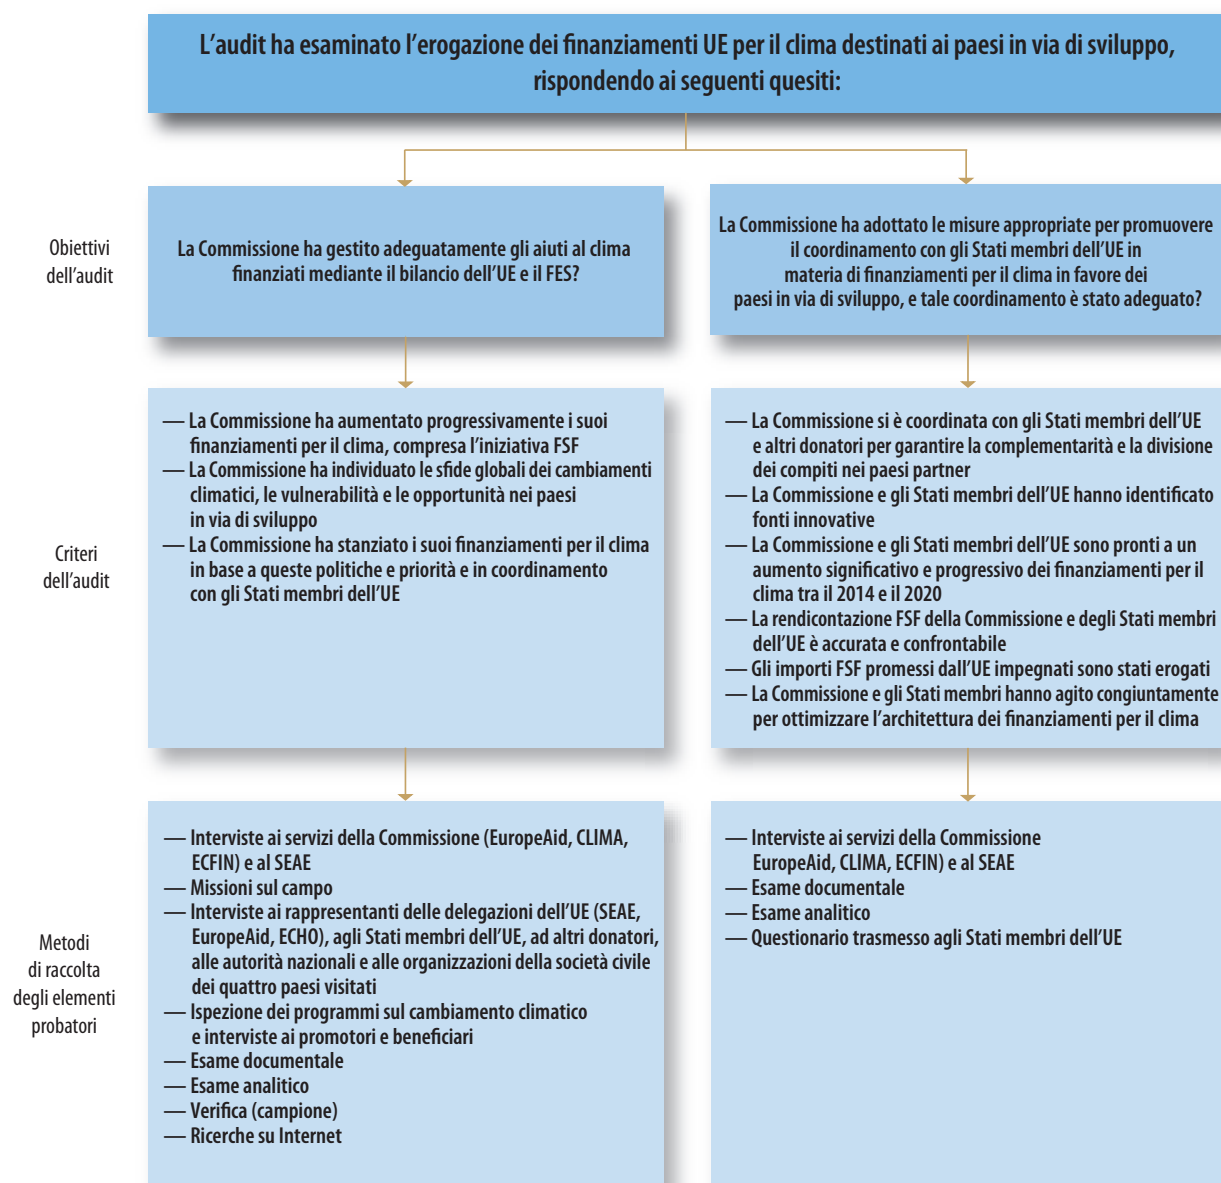 L’audit ha esaminato l’erogazione dei finanziamenti UE per il clima destinati ai paesi in via di sviluppo,
rispondendo ai seguenti quesiti:
Obiettivi
dell’audit
La Commissione ha gestito adeguatamente gli aiuti al clima
finanziati mediante il bilancio dell’UE e il FES?
La Commissione ha adottato le misure appropriate per promuovere
il coordinamento con gli Stati membri dell’UE in
materia di finanziamenti per il clima in favore dei
paesi in via di sviluppo, e tale coordinamento è stato adeguato?
Criteri
dell’audit
— La Commissione ha aumentato progressivamente i suoi
finanziamenti per il clima, compresa l’iniziativa FSF
— La Commissione ha individuato le sfide globali dei cambiamenti
climatici, le vulnerabilità e le opportunità nei paesi
in via di sviluppo
— La Commissione ha stanziato i suoi finanziamenti per il clima
in base a queste politiche e priorità e in coordinamento
con gli Stati membri dell’UE
— La Commissione si è coordinata con gli Stati membri dell’UE
e altri donatori per garantire la complementarità e la divisione
dei compiti nei paesi partner
— La Commissione e gli Stati membri dell’UE hanno identificato
fonti innovative
— La Commissione e gli Stati membri dell’UE sono pronti a un
aumento significativo e progressivo dei finanziamenti per il
clima tra il 2014 e il 2020
— La rendicontazione FSF della Commissione e degli Stati membri
dell’UE è accurata e confrontabile
— Gli importi FSF promessi dall’UE impegnati sono stati erogati
— La Commissione e gli Stati membri hanno agito congiuntamente
per ottimizzare l’architettura dei finanziamenti per il clima
Metodi
di raccolta
degli elementi
probatori
— Interviste ai servizi della Commissione (EuropeAid, CLIMA,
ECFIN) e al SEAE
— Missioni sul campo
— Interviste ai rappresentanti delle delegazioni dell’UE (SEAE,
EuropeAid, ECHO), agli Stati membri dell’UE, ad altri donatori,
alle autorità nazionali e alle organizzazioni della società civile
dei quattro paesi visitati
— Ispezione dei programmi sul cambiamento climatico
e interviste ai promotori e beneficiari
— Esame documentale
— Esame analitico
— Verifica (campione)
— Ricerche su Internet
— Interviste ai servizi della Commissione
EuropeAid, CLIMA, ECFIN) e al SEAE
— Esame documentale
— Esame analitico
— Questionario trasmesso agli Stati membri dell’UE